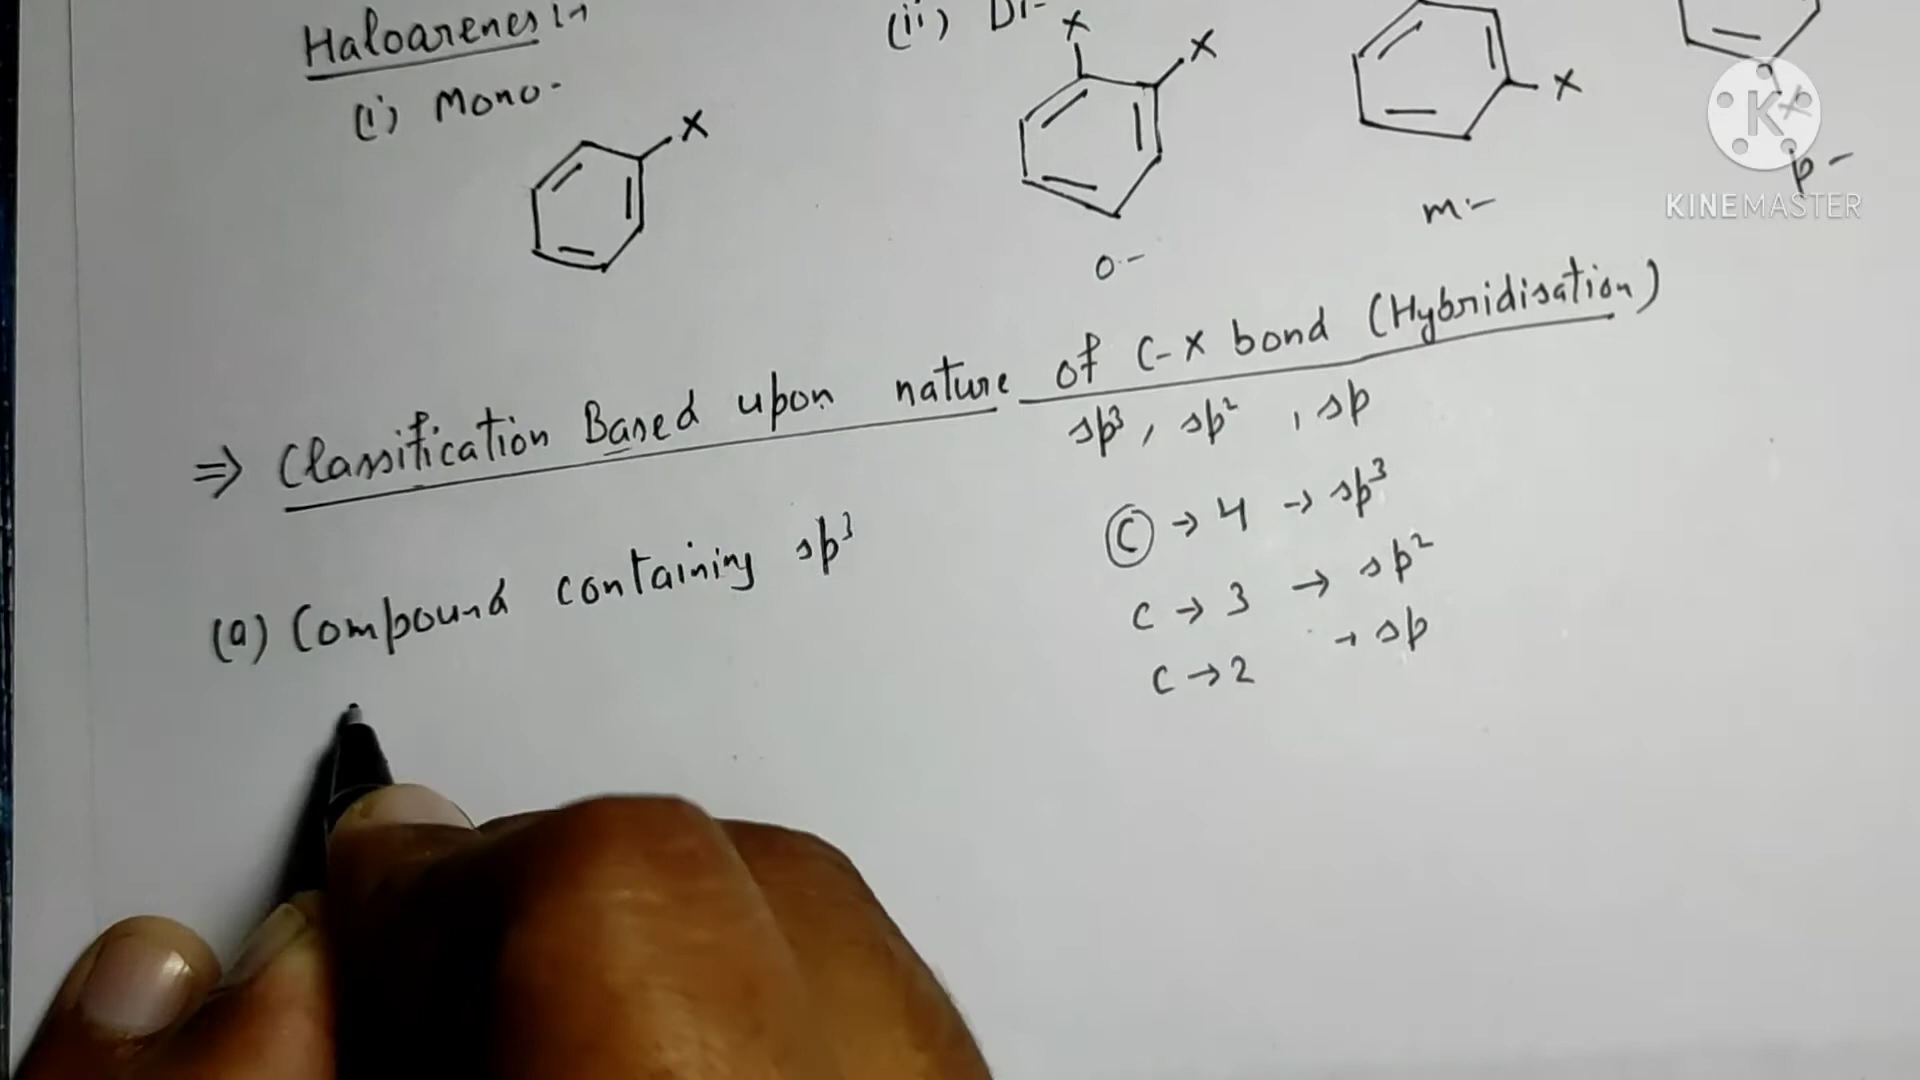 Haloarenes :→
(i) Mono-
(ii) Di-
X
X
X
X
X
o-
m-
p-
K
KINEMASTER
⇒ Classification Based upon nature of C-X bond (Hybridisation)
sp³, sp², sp
(a) Compound containing sp³
C → 4 → sp³
C → 3 → sp²
C → 2 → sp